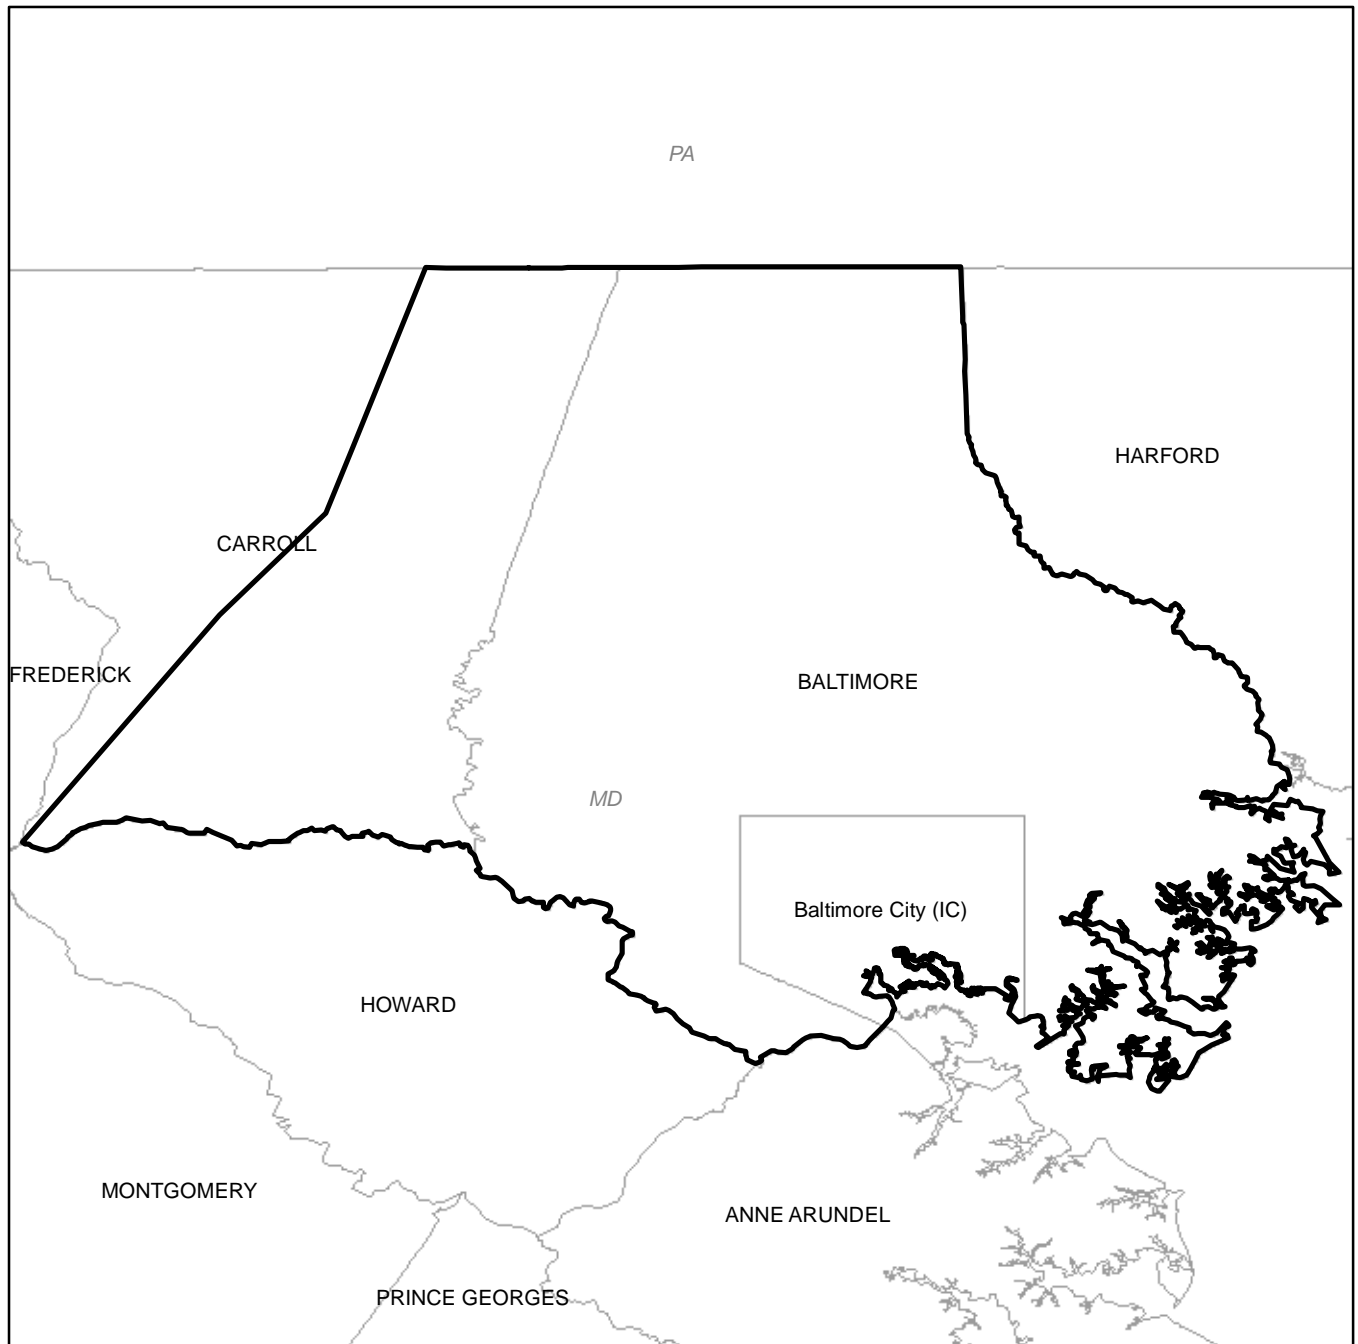 PA
HARFORD
CARROLL
FREDERICK
BALTIMORE
MD
Baltimore City (IC)
HOWARD
MONTGOMERY
ANNE ARUNDEL
PRINCE GEORGES